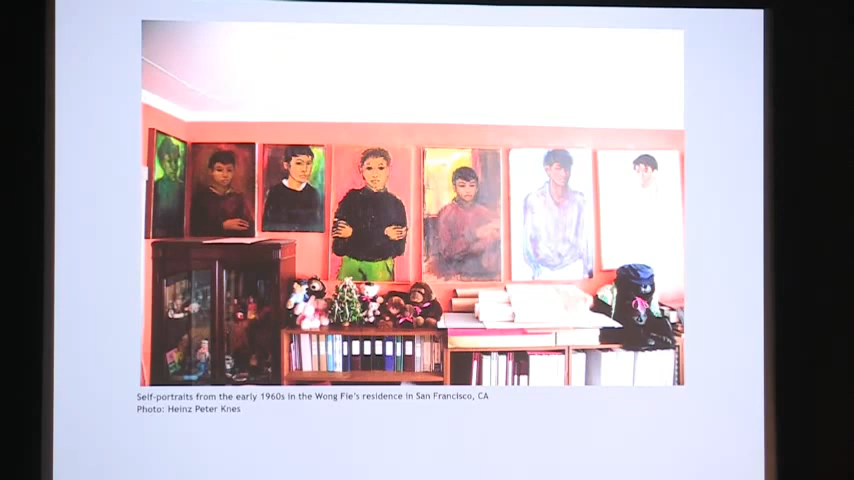 Self-portraits from the early 1960s in the Wong Fie's residence in San Francisco, CA
Photo: Heinz Peter Knes